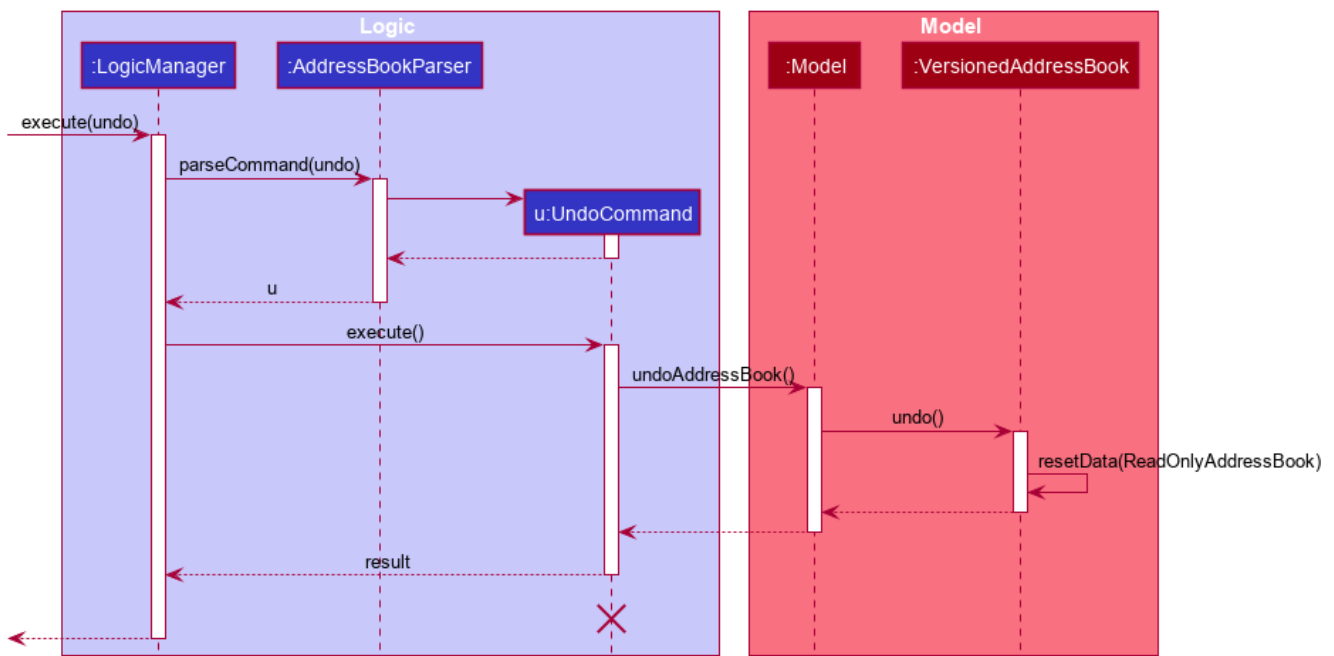 Logic
Model
:LogicManager
:AddressBookParser
:Model
:VersionedAddressBook
execute(undo)
parseCommand(undo)
u:UndoCommand
u
execute()
undoAddressBook()
undo()
resetData(ReadOnlyAddressBook)
result